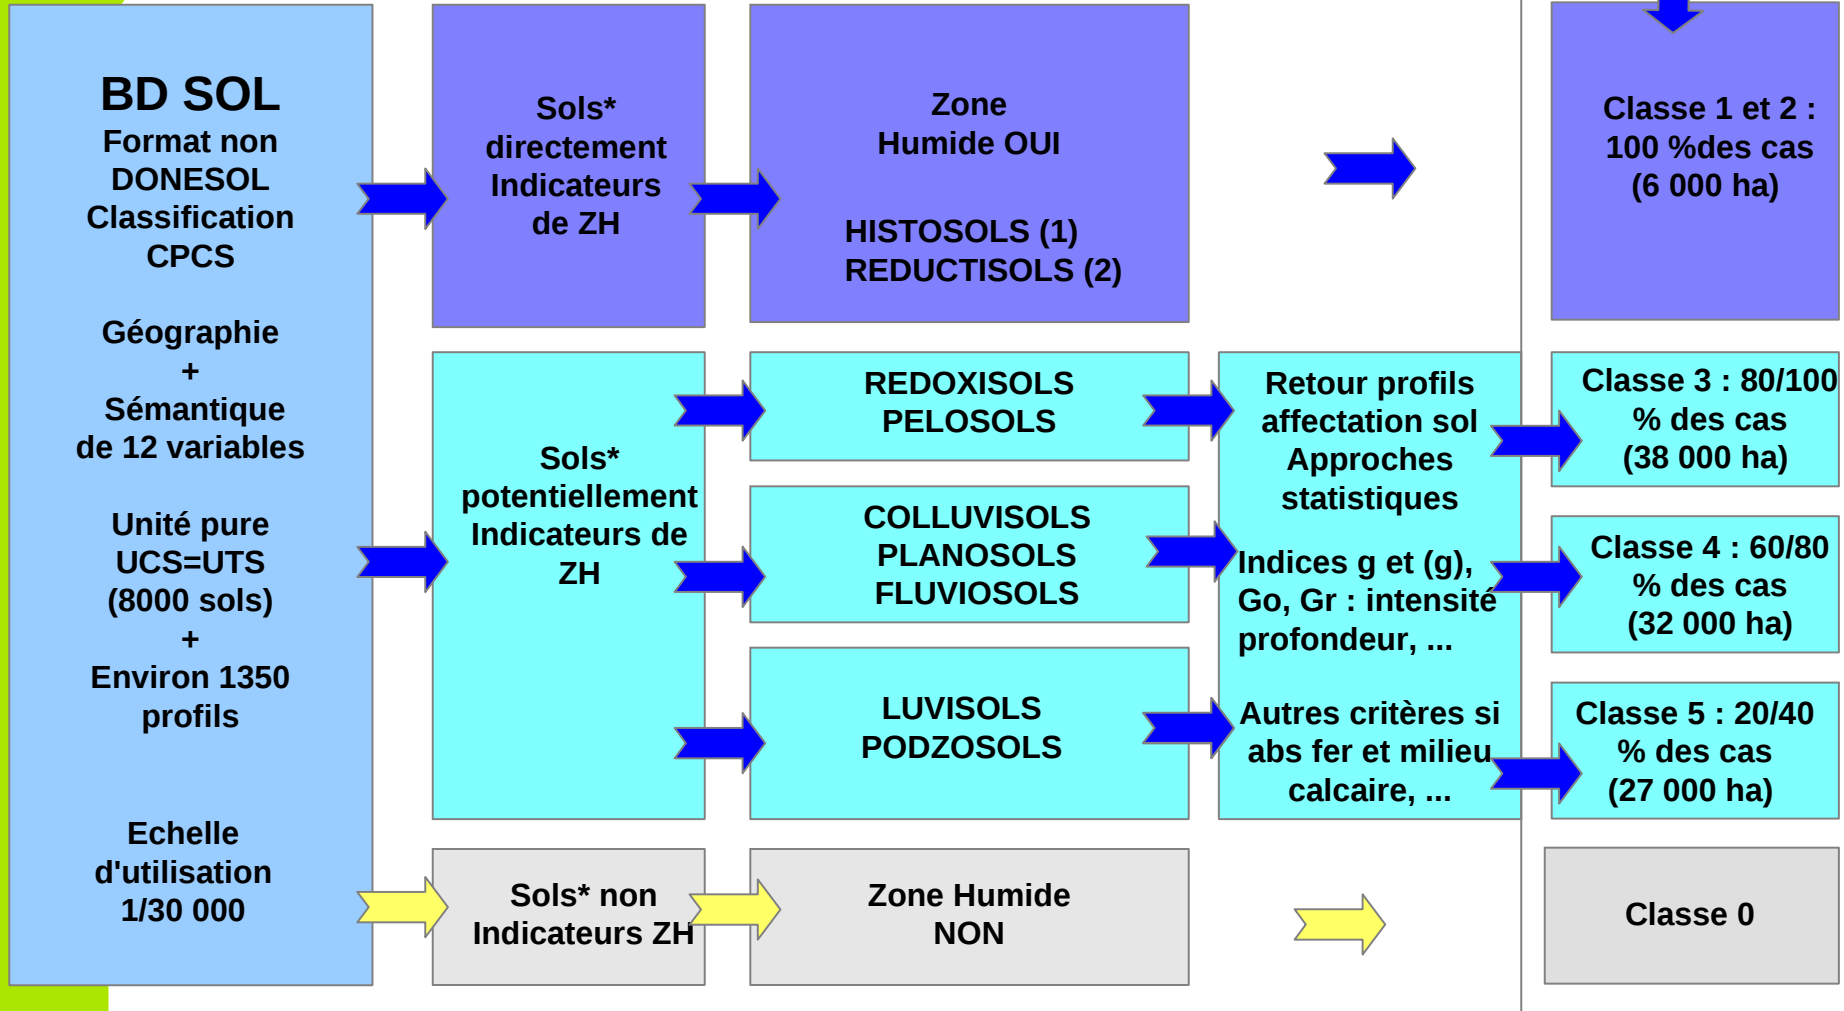 BD SOL
Format non
DONESOL
Classification
CPCS
Géographie
+
Sémantique
de 12 variables
Unité pure
UCS=UTS
(8000 sols)
+
Environ 1350
profils
Echelle
d'utilisation
1/30 000
Sols*
directement
Indicateurs
de ZH
Zone
Humide OUI
HISTOSOLS (1)
REDUCTISOLS (2)
Classe 1 et 2 :
100 %des cas
(6 000 ha)
Sols*
potentiellement
Indicateurs de
ZH
REDOXISOLS
PELOSOLS
COLLUVISOLS
PLANOSOLS
FLUVIOSOLS
LUVISOLS
PODZOSOLS
Retour profils
affectation sol
Approches
statistiques
Indices g et (g),
Go, Gr : intensité
profondeur, ...
Autres critères si
abs fer et milieu
calcaire, ...
Classe 3 : 80/100
% des cas
(38 000 ha)
Classe 4 : 60/80
% des cas
(32 000 ha)
Classe 5 : 20/40
% des cas
(27 000 ha)
Sols* non
Indicateurs ZH
Zone Humide
NON
Classe 0